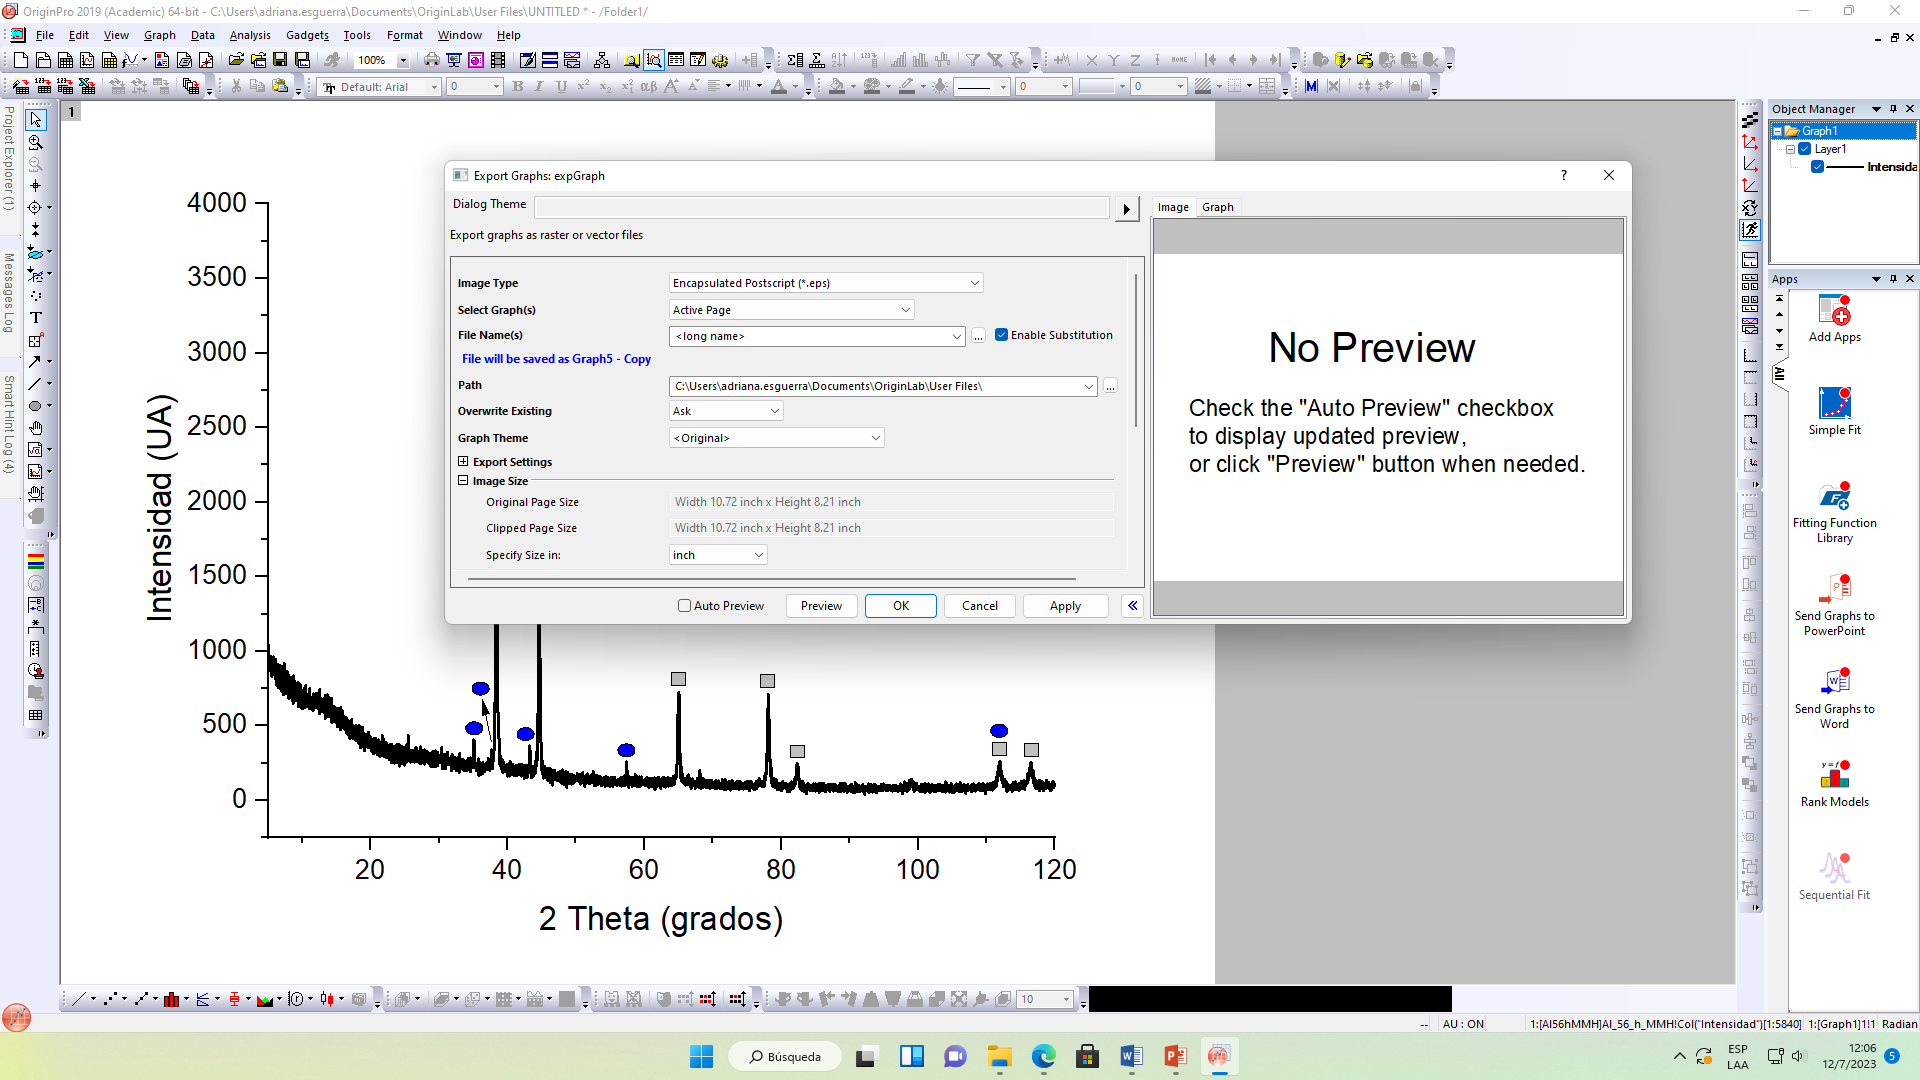 OriginPro 2019 (Academic) 64-bit - C:\Users\adriana.esguerra\Documents\OriginLab\User Files\UNTITLED * - /Folder1/
File Edit View Graph Data Analysis Gadgets Tools Format Window Help
100%
Default: Arial 0 B I U 0 0
Project Explorer (1)
Messages Log
Smart Hint Log (4)
1
4000
3500
3000
2500
2000
1500
1000
500
0
Intensidad (UA)
20 40 60 80 100 120
2 Theta (grados)
Export Graphs: expGraph
Dialog Theme
Export graphs as raster or vector files
Image Type Encapsulated Postscript (*.eps)
Select Graph(s) Active Page
File Name(s) <long name> ... Enable Substitution
File will be saved as Graph5 - Copy
Path C:\Users\adriana.esguerra\Documents\OriginLab\User Files\ ...
Overwrite Existing Ask
Graph Theme <Original>
Export Settings
Image Size
Original Page Size Width 10.72 inch x Height 8.21 inch
Clipped Page Size Width 10.72 inch x Height 8.21 inch
Specify Size in: inch
Auto Preview Preview OK Cancel Apply
Image Graph
No Preview
Check the "Auto Preview" checkbox
to display updated preview,
or click "Preview" button when needed.
Object Manager
Graph1
Layer1
Intensida
Apps
All
Add Apps
Simple Fit
Fitting Function
Library
Send Graphs to
PowerPoint
Send Graphs to
Word
Rank Models
Sequential Fit
10
-- AU : ON 1:[Al56hMMH]Al_56_h_MMH!Col("Intensidad")[1:5840] 1:[Graph1]1!1 Radian
Búsqueda
ESP
LAA
12:06
12/7/2023
5